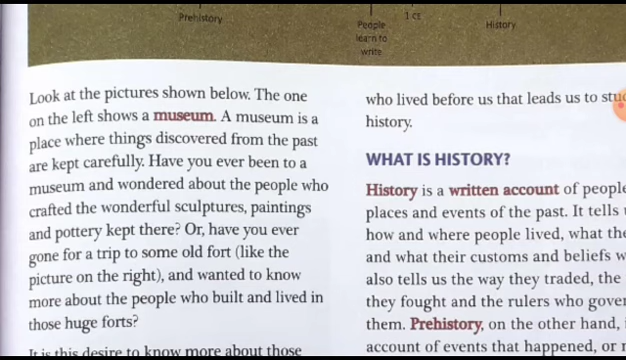 Prehistory
People
learn to
write
1 CE
History
Look at the pictures shown below. The one
on the left shows a museum. A museum is a
place where things discovered from the past
are kept carefully. Have you ever been to a
museum and wondered about the people who
crafted the wonderful sculptures, paintings
and pottery kept there? Or, have you ever
gone for a trip to some old fort (like the
picture on the right), and wanted to know
more about the people who built and lived in
those huge forts?
It is this desire to know more about those
who lived before us that leads us to
history.
WHAT IS HISTORY?
History is a written account of
places and events of the past. It tells
how and where people lived, what
and what their customs and beliefs
also tells us the way they traded, the
they fought and the rulers who
them. Prehistory, on the other hand,
account of events that happened, or